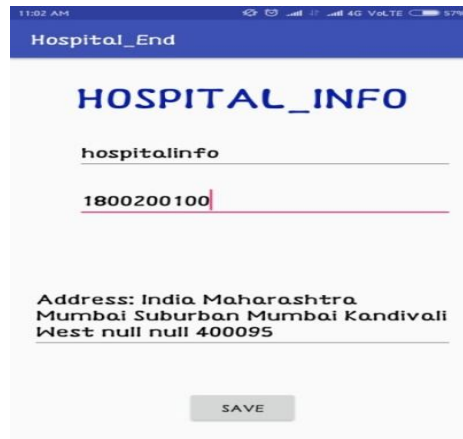 11:02 AM 4G VoLTE 57%
Hospital_End
HOSPITAL_INFO
hospitalinfo
1800200100
Address: India Maharashtra
Mumbai Suburban Mumbai Kandivali
West null null 400095
SAVE